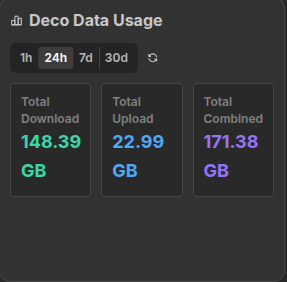 Deco Data Usage
1h 24h 7d 30d
Total Total Total
Download Upload Combined
148.39 22.99 171.38
GB GB GB